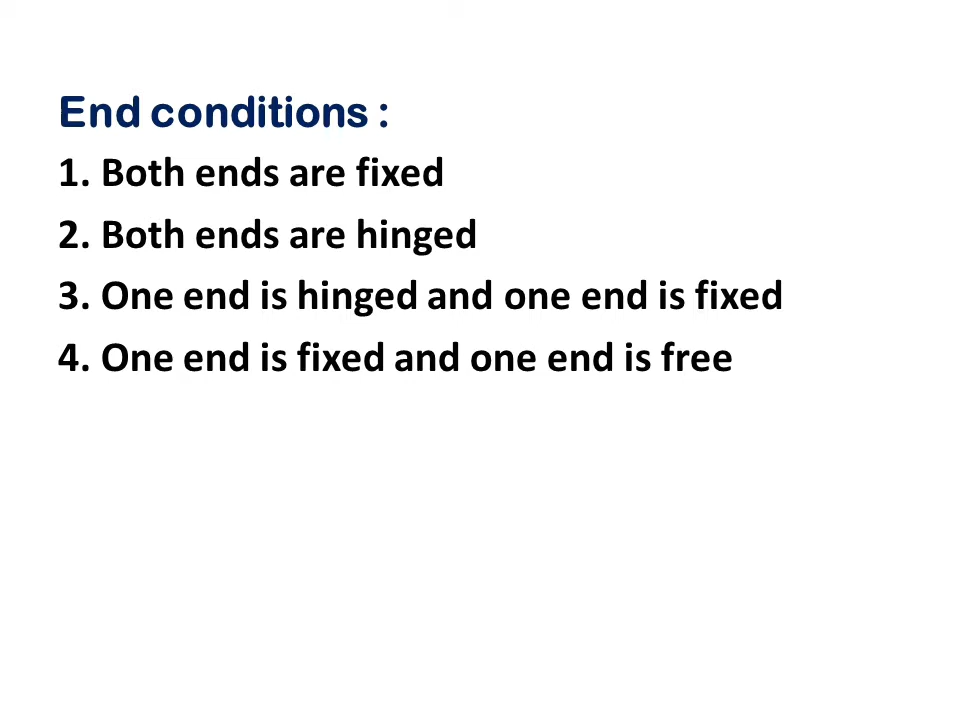 End conditions :
1. Both ends are fixed
2. Both ends are hinged
3. One end is hinged and one end is fixed
4. One end is fixed and one end is free